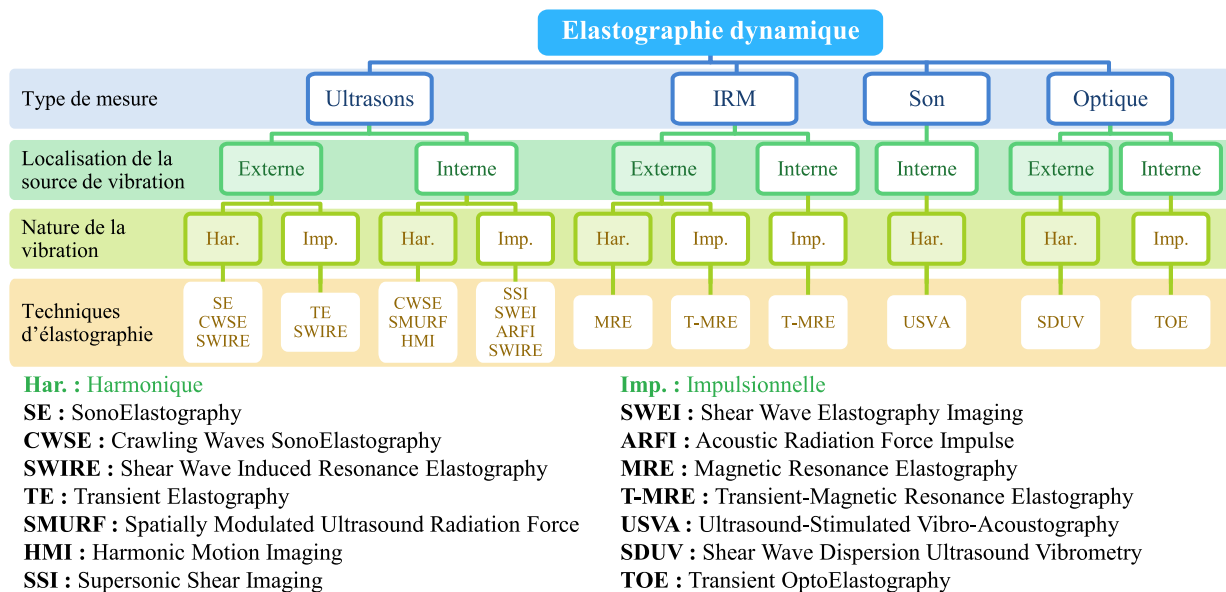 Elastographie dynamique
Type de mesure
Ultrasons
IRM
Son
Optique
Localisation de la
source de vibration
Externe
Interne
Externe
Interne
Interne
Externe
Interne
Nature de la
vibration
Har.
Imp.
Har.
Imp.
Har.
Imp.
Imp.
Har.
Har.
Imp.
Techniques
d’élastographie
SE
CWSE
SWIRE
TE
SWIRE
CWSE
SMURF
HMI
SSI
SWEI
ARFI
SWIRE
MRE
T-MRE
T-MRE
USVA
SDUV
TOE
Har. : Harmonique
SE : SonoElastography
CWSE : Crawling Waves SonoElastography
SWIRE : Shear Wave Induced Resonance Elastography
TE : Transient Elastography
SMURF : Spatially Modulated Ultrasound Radiation Force
HMI : Harmonic Motion Imaging
SSI : Supersonic Shear Imaging
Imp. : Impulsionnelle
SWEI : Shear Wave Elastography Imaging
ARFI : Acoustic Radiation Force Impulse
MRE : Magnetic Resonance Elastography
T-MRE : Transient-Magnetic Resonance Elastography
USVA : Ultrasound-Stimulated Vibro-Acoustography
SDUV : Shear Wave Dispersion Ultrasound Vibrometry
TOE : Transient OptoElastography